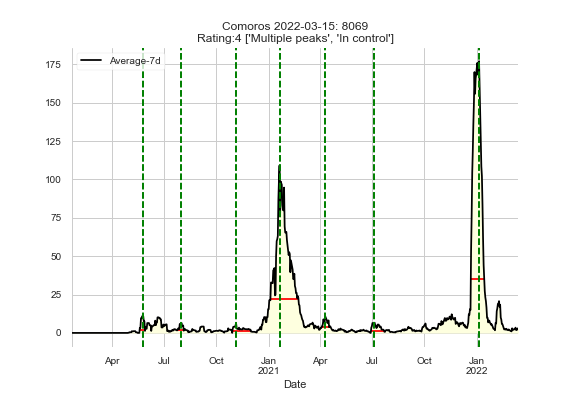 Comoros 2022-03-15: 8069
Rating:4 ['Multiple peaks', 'In control']
Average-7d
175
150
125
100
75
50
25
0
Apr Jul Oct Jan Apr Jul Oct Jan
2021 2022
Date